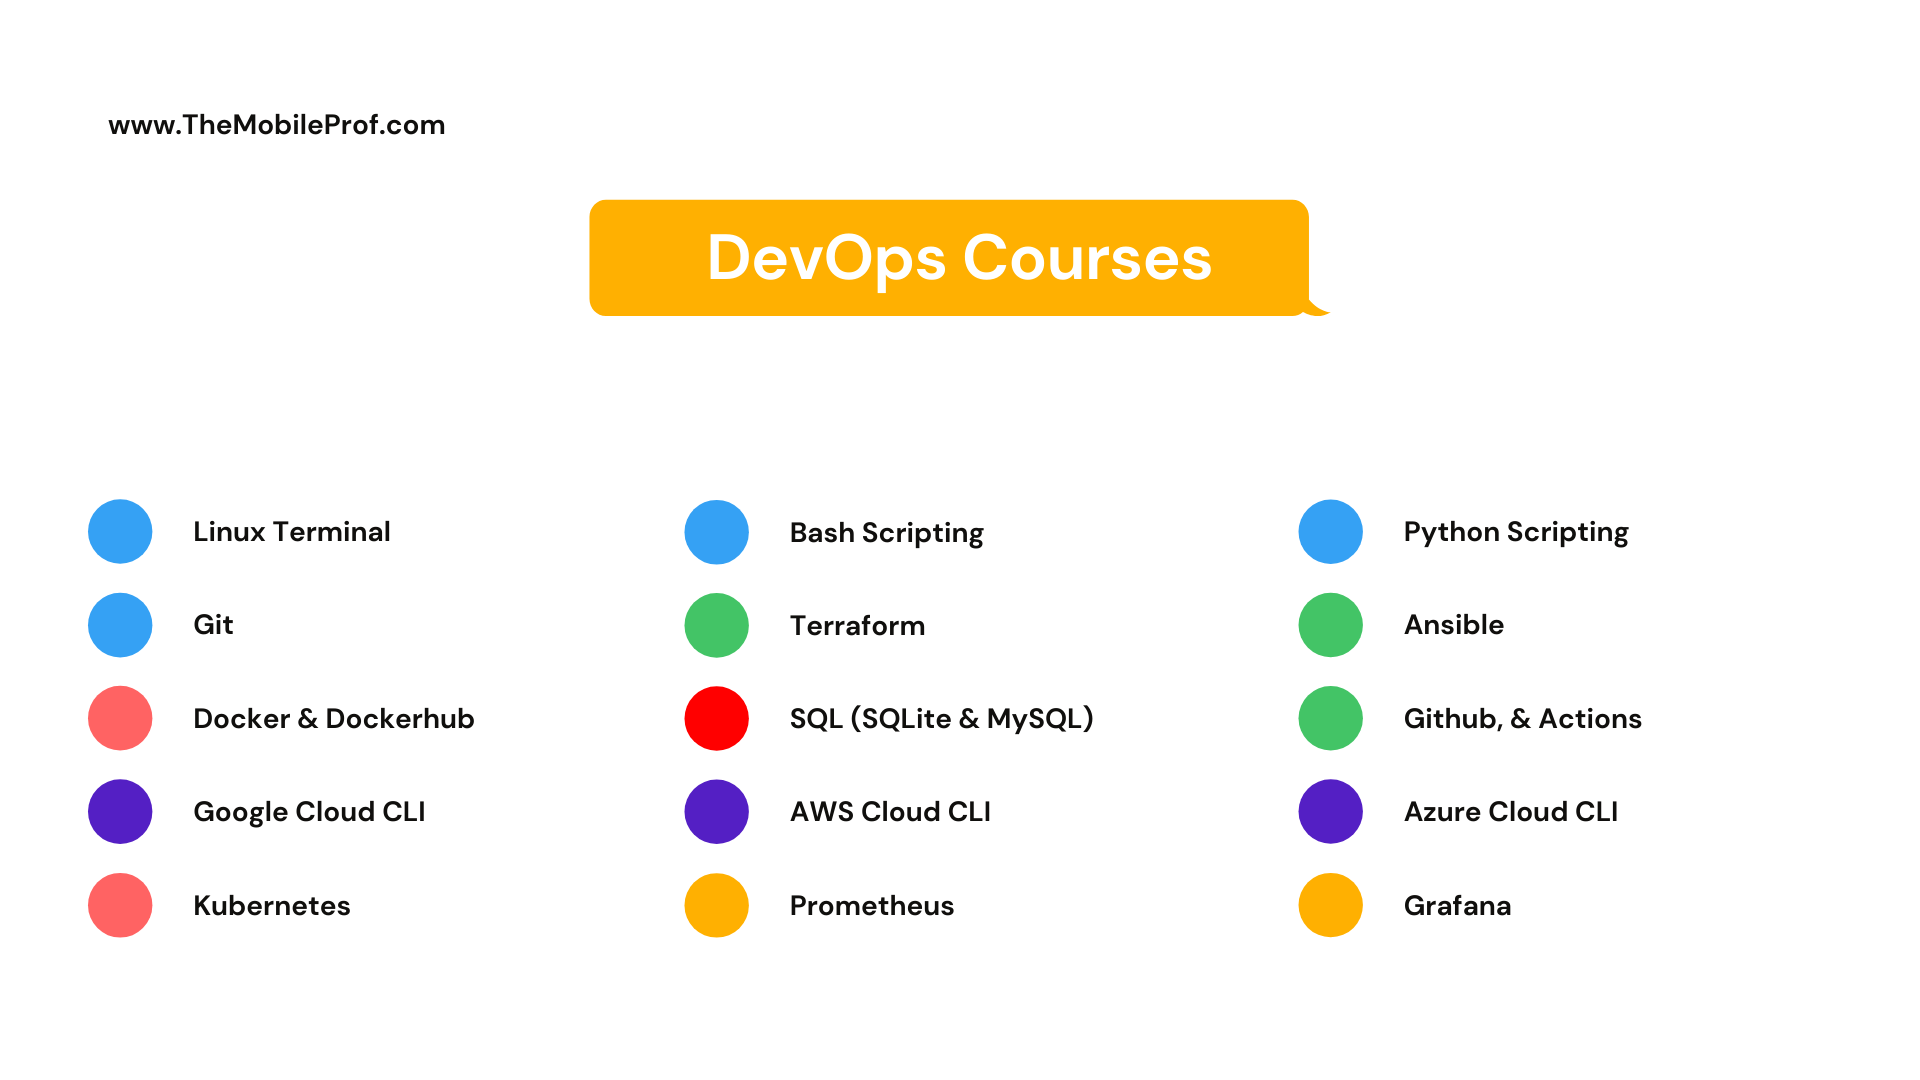 www.TheMobileProf.com
DevOps Courses
Linux Terminal
Bash Scripting
Python Scripting
Git
Terraform
Ansible
Docker & Dockerhub
SQL (SQLite & MySQL)
Github, & Actions
Google Cloud CLI
AWS Cloud CLI
Azure Cloud CLI
Kubernetes
Prometheus
Grafana